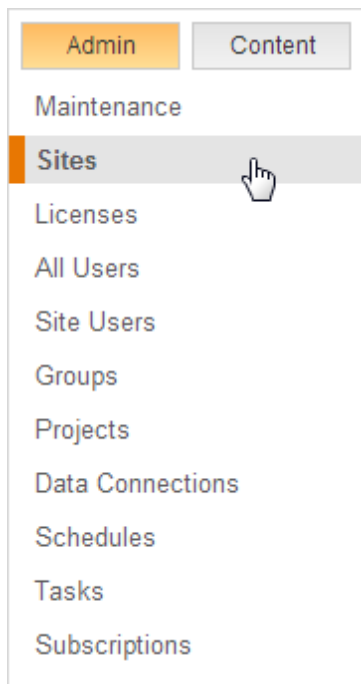 Admin Content
Maintenance
Sites
Licenses
All Users
Site Users
Groups
Projects
Data Connections
Schedules
Tasks
Subscriptions